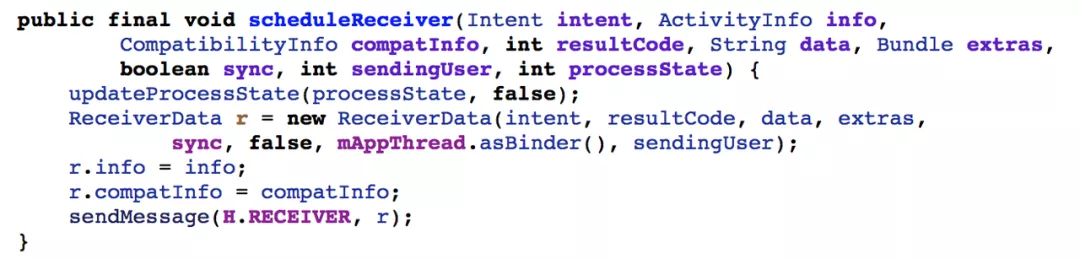 public final void scheduleReceiver(Intent intent, ActivityInfo info,
        CompatibilityInfo compatInfo, int resultCode, String data, Bundle extras,
        boolean sync, int sendingUser, int processState) {
    updateProcessState(processState, false);
    ReceiverData r = new ReceiverData(intent, resultCode, data, extras,
            sync, false, mAppThread.asBinder(), sendingUser);
    r.info = info;
    r.compatInfo = compatInfo;
    sendMessage(H.RECEIVER, r);
}